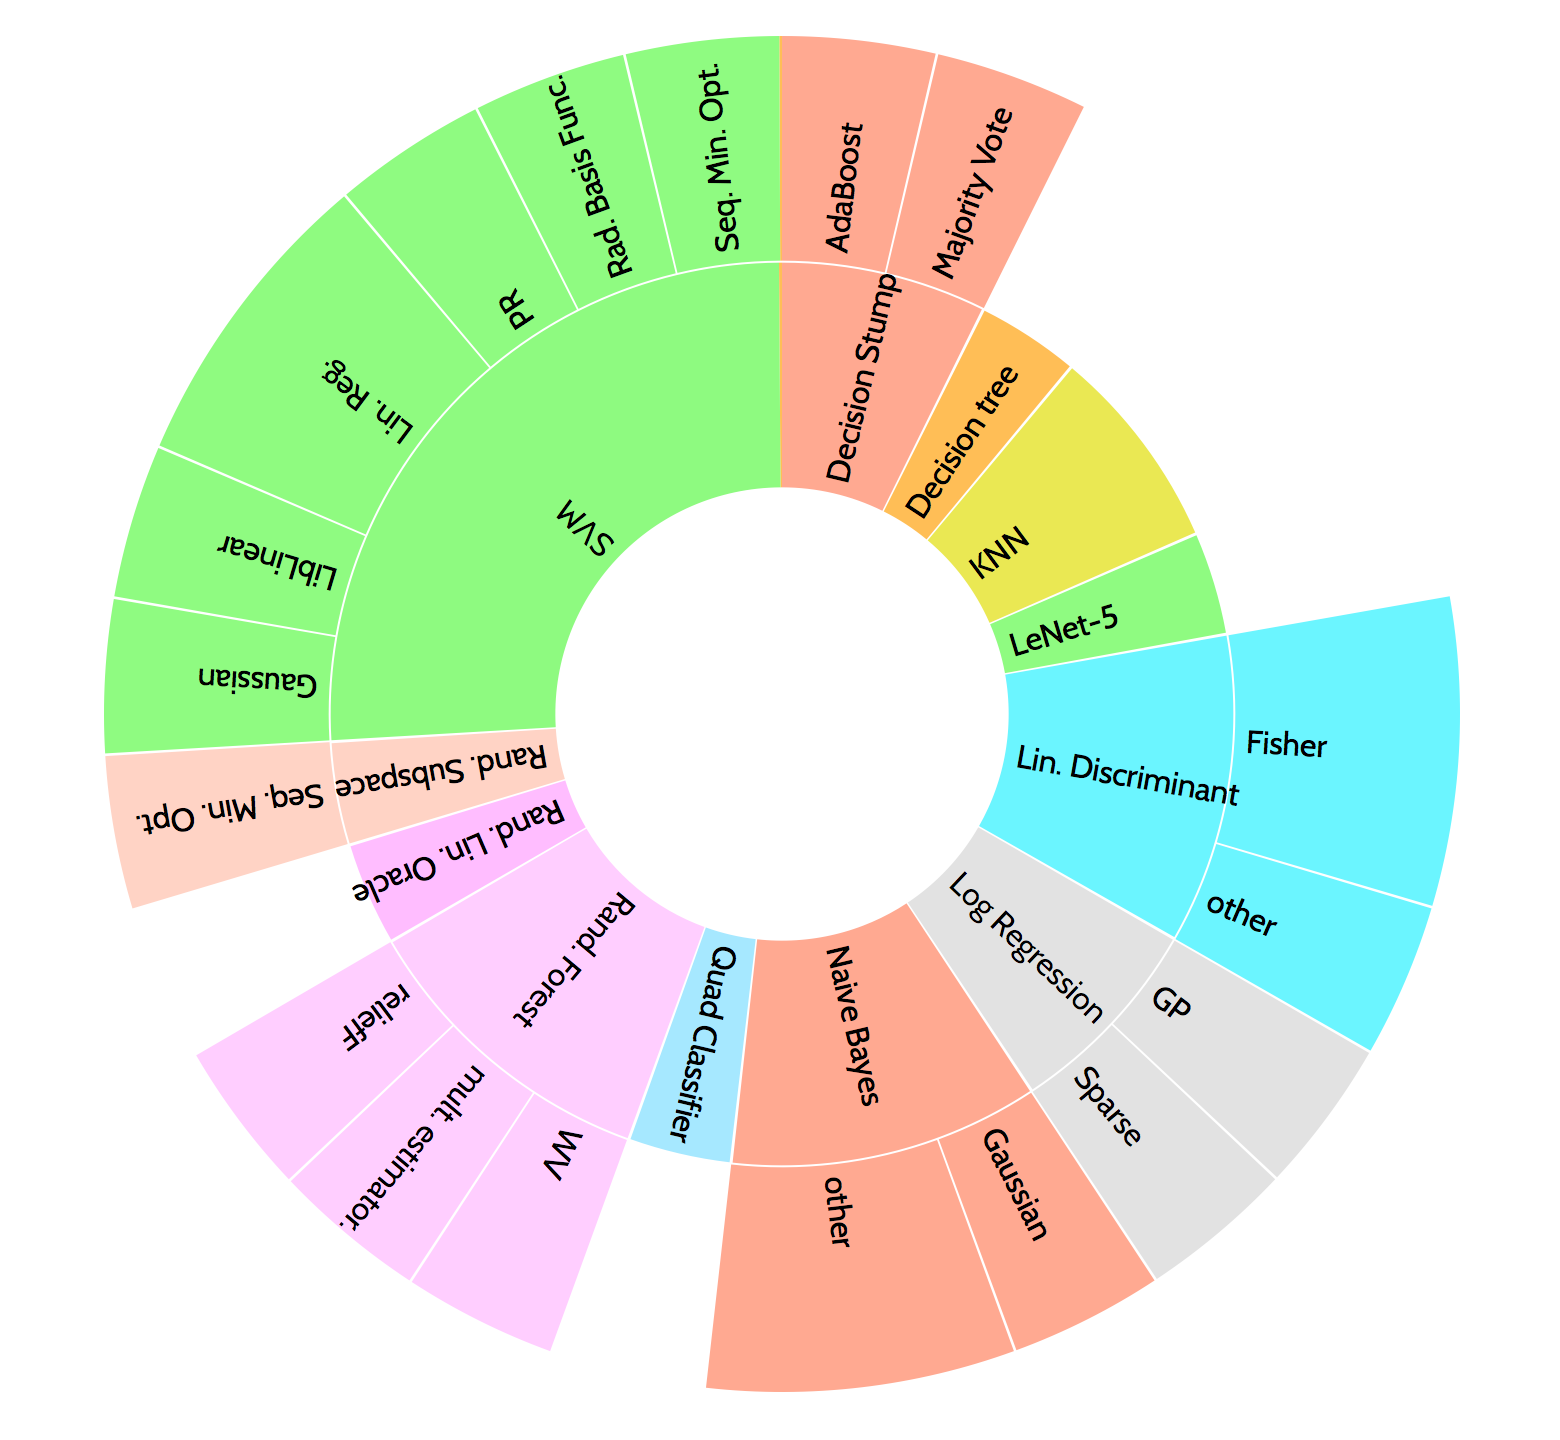 AdaBoost
Majority Vote
Decision Stump
Decision tree
KNN
LeNet-5
Lin. Discriminant
Fisher
other
Log Regression
GP
Sparse
Naive Bayes
Gaussian
other
Quad Classifier
Rand. Forest
WV
mult. estimator.
reliefF
Rand. Lin. Oracle
Rand. Subspace
Seq. Min. Opt.
SVM
Gaussian
LibLinear
Lin. Reg.
PR
Rad. Basis Func.
Seq. Min. Opt.